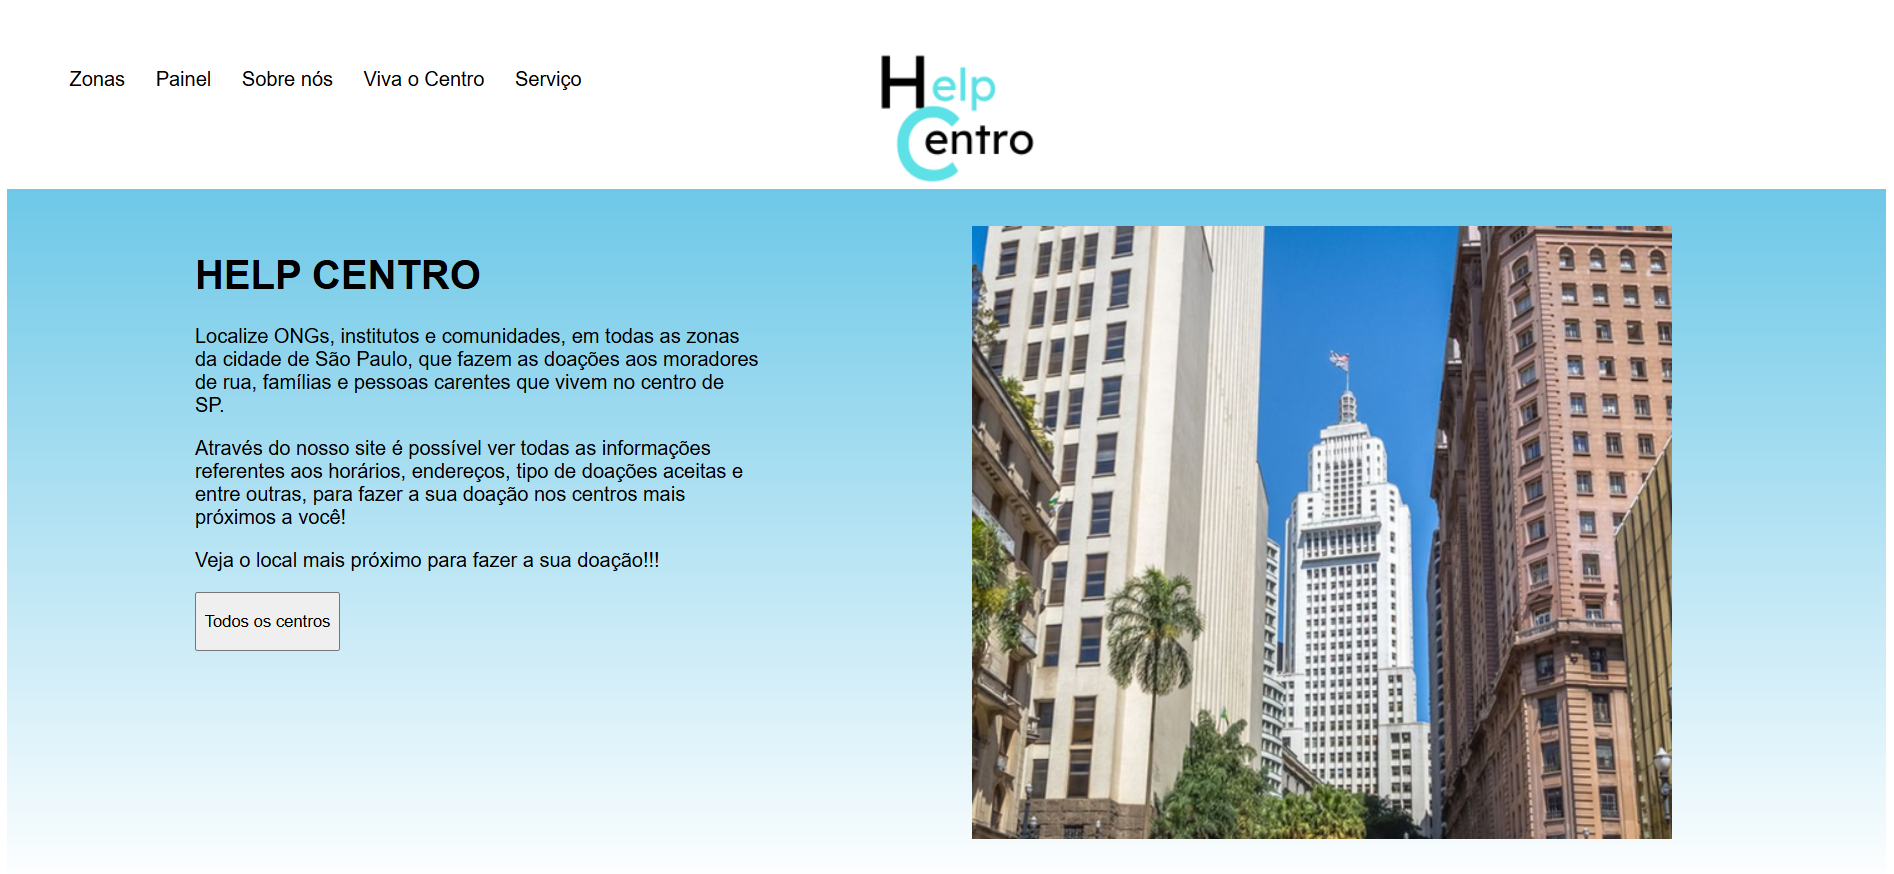 Zonas Painel Sobre nós Viva o Centro Serviço
Help
Centro
HELP CENTRO
Localize ONGs, institutos e comunidades, em todas as zonas
da cidade de São Paulo, que fazem as doações aos moradores
de rua, famílias e pessoas carentes que vivem no centro de
SP.
Através do nosso site é possível ver todas as informações
referentes aos horários, endereços, tipo de doações aceitas e
entre outras, para fazer a sua doação nos centros mais
próximos a você!
Veja o local mais próximo para fazer a sua doação!!!
Todos os centros